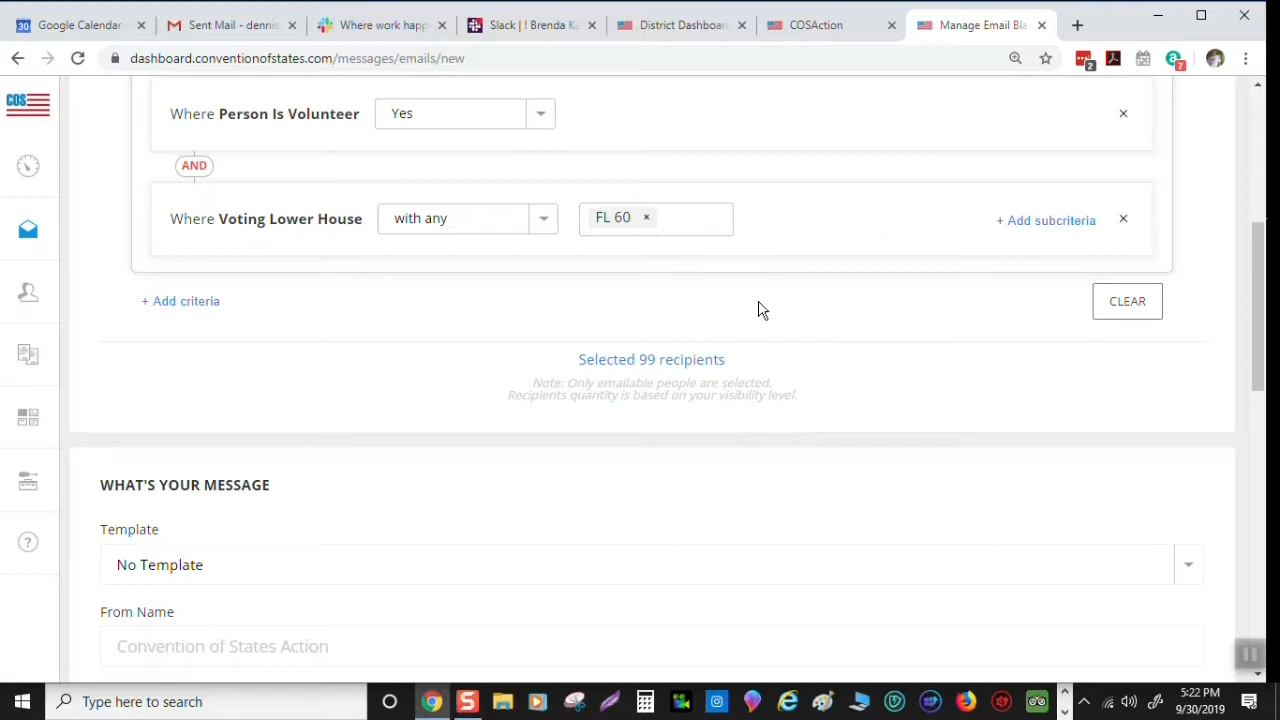 30 Google Calendar
Sent Mail - dennis
Where work happ
Slack | ! Brenda Ka
District Dashboard
COSAction
Manage Email Bla
dashboard.conventionofstates.com/messages/emails/new
2
a
7
COS
Where Person Is Volunteer Yes
AND
Where Voting Lower House with any FL 60 × + Add subcriteria
+ Add criteria CLEAR
Selected 99 recipients
Note: Only emailable people are selected.
Recipients quantity is based on your visibility level.
WHAT'S YOUR MESSAGE
Template
No Template
From Name
Convention of States Action
Type here to search
5:22 PM
9/30/2019